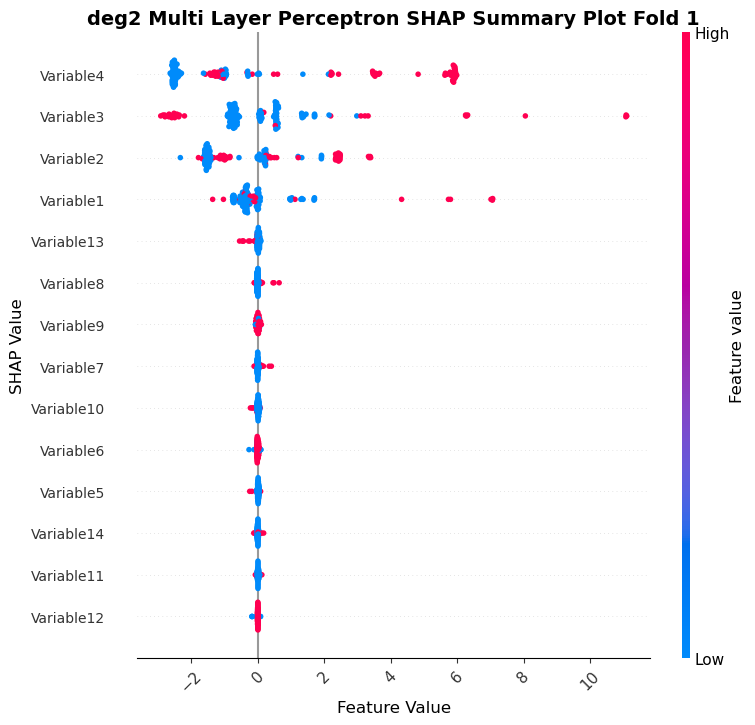 deg2 Multi Layer Perceptron SHAP Summary Plot Fold 1
High
Variable4
Variable3
Variable2
Variable1
Variable13
Variable8
Variable9
Variable7
Variable10
Variable6
Variable5
Variable14
Variable11
Variable12
SHAP Value
Feature value
Low
−2
0
2
4
6
8
10
Feature Value